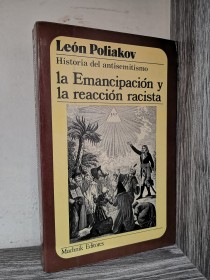 León Poliakov
Historia del antisemitismo
la Emancipación y
la reacción racista
Muchnik Editores